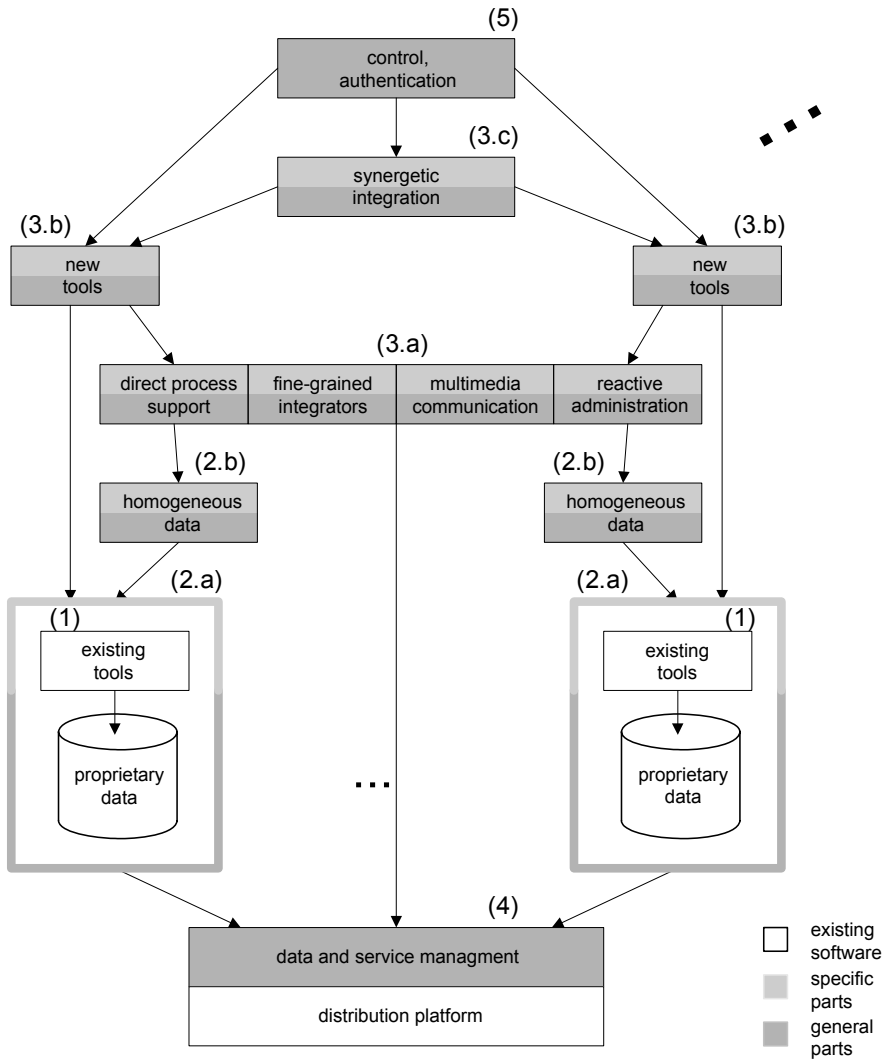 (5)
control,
authentication
(3.c)
synergetic
integration
(3.b)
(3.b)
new
tools
new
tools
(3.a)
direct process
support
fine-grained
integrators
multimedia
communication
reactive
administration
(2.b)
(2.b)
homogeneous
data
homogeneous
data
(2.a)
(2.a)
(1)
(1)
existing
tools
existing
tools
proprietary
data
proprietary
data
...
(4)
data and service managment
distribution platform
existing
software
specific
parts
general
parts